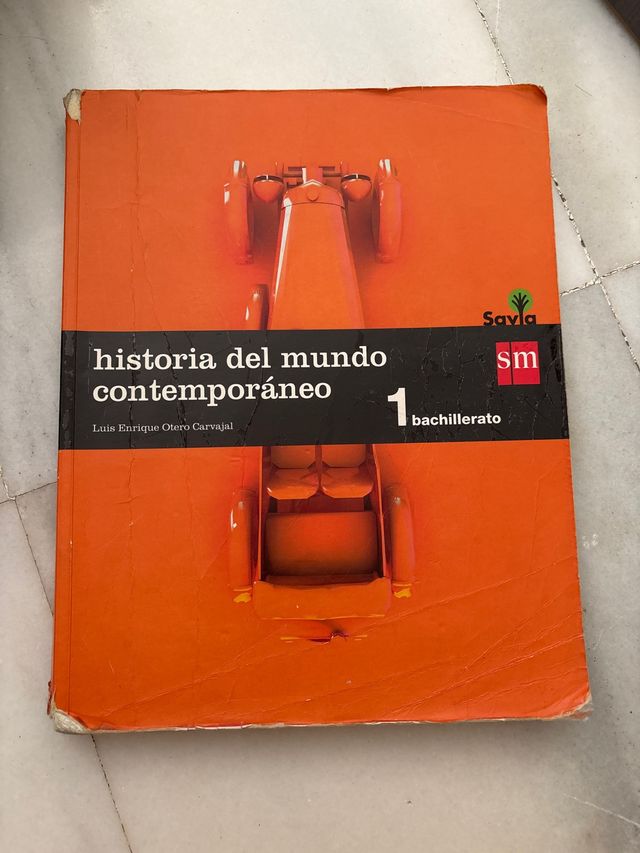 Savia
historia del mundo
contemporáneo
sm
1 bachillerato
Luis Enrique Otero Carvajal